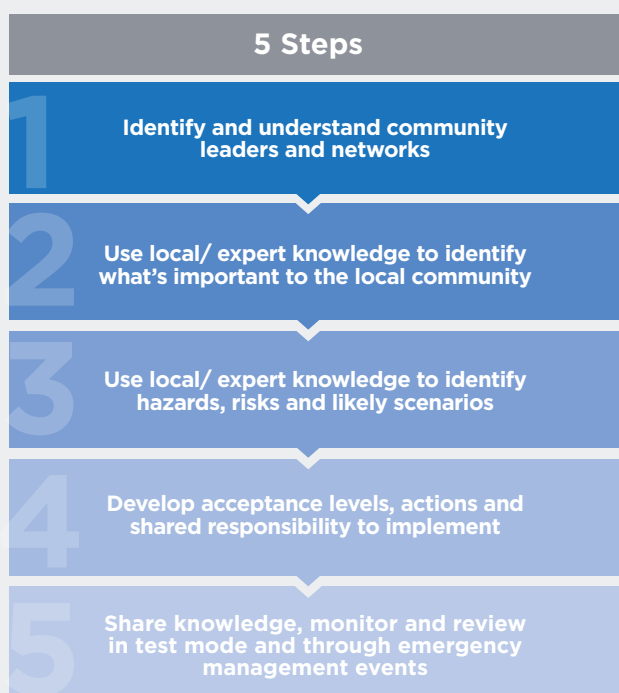 5 Steps
1
Identify and understand community
leaders and networks
2
Use local/ expert knowledge to identify
what's important to the local community
3
Use local/ expert knowledge to identify
hazards, risks and likely scenarios
4
Develop acceptance levels, actions and
shared responsibility to implement
5
Share knowledge, monitor and review
in test mode and through emergency
management events